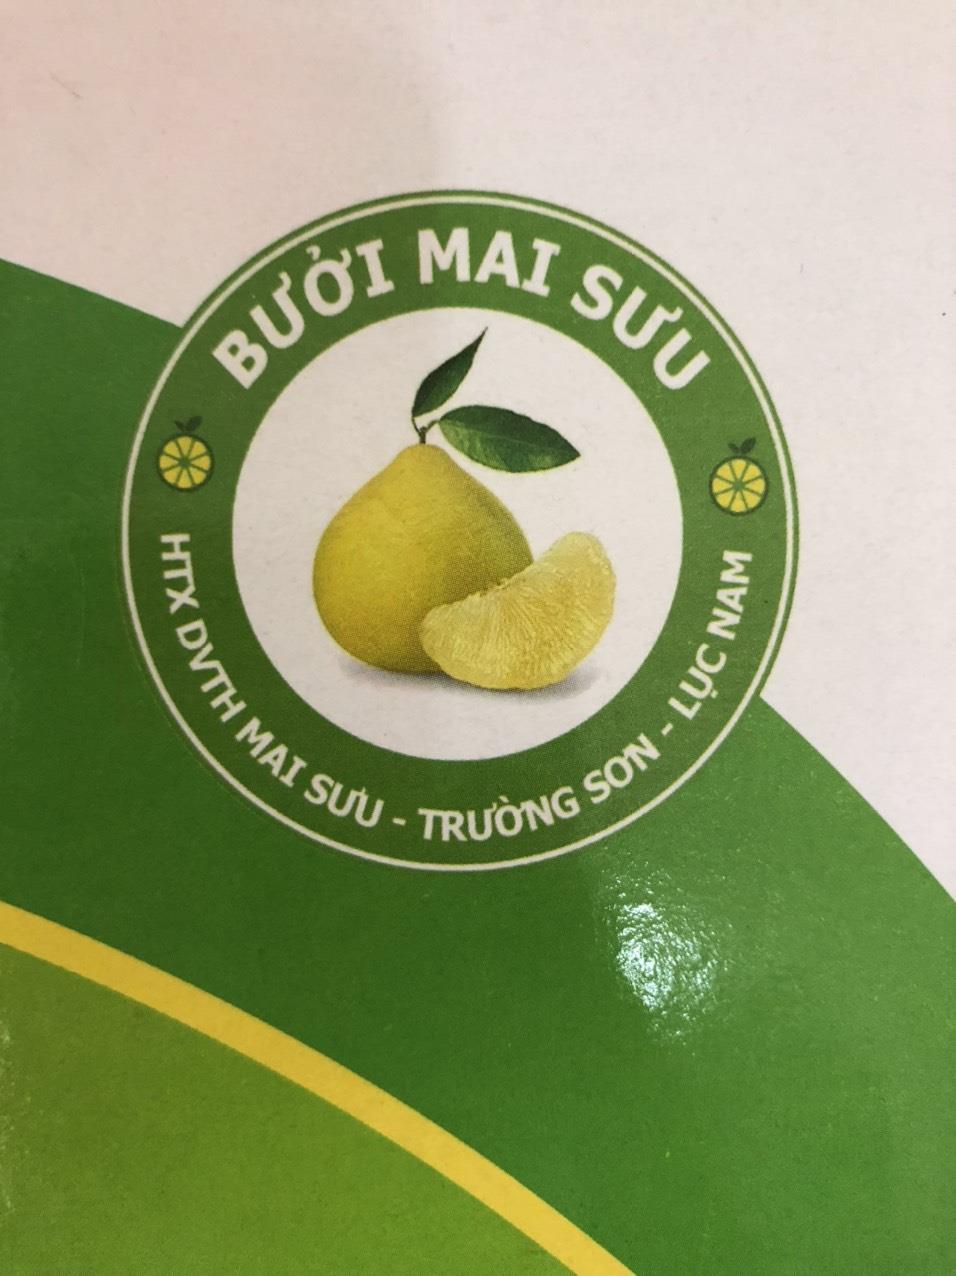 BƯỞI MAI SƯU
HTX DVTH MAI SƯU - TRƯỜNG SƠN - LỤC NAM